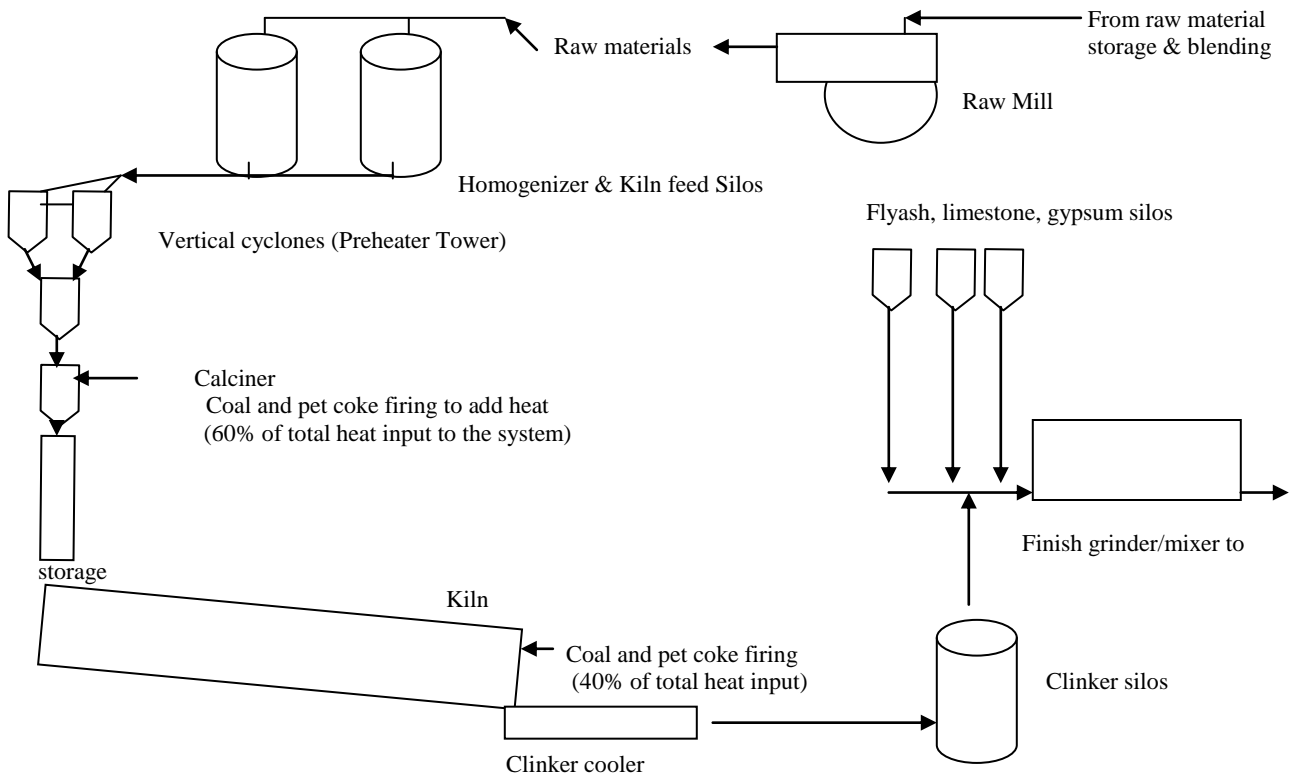 From raw material
storage & blending
Raw materials
Raw Mill
Homogenizer & Kiln feed Silos
Flyash, limestone, gypsum silos
Vertical cyclones (Preheater Tower)
Calciner
Coal and pet coke firing to add heat
(60% of total heat input to the system)
Finish grinder/mixer to
storage
Kiln
Coal and pet coke firing
(40% of total heat input)
Clinker silos
Clinker cooler